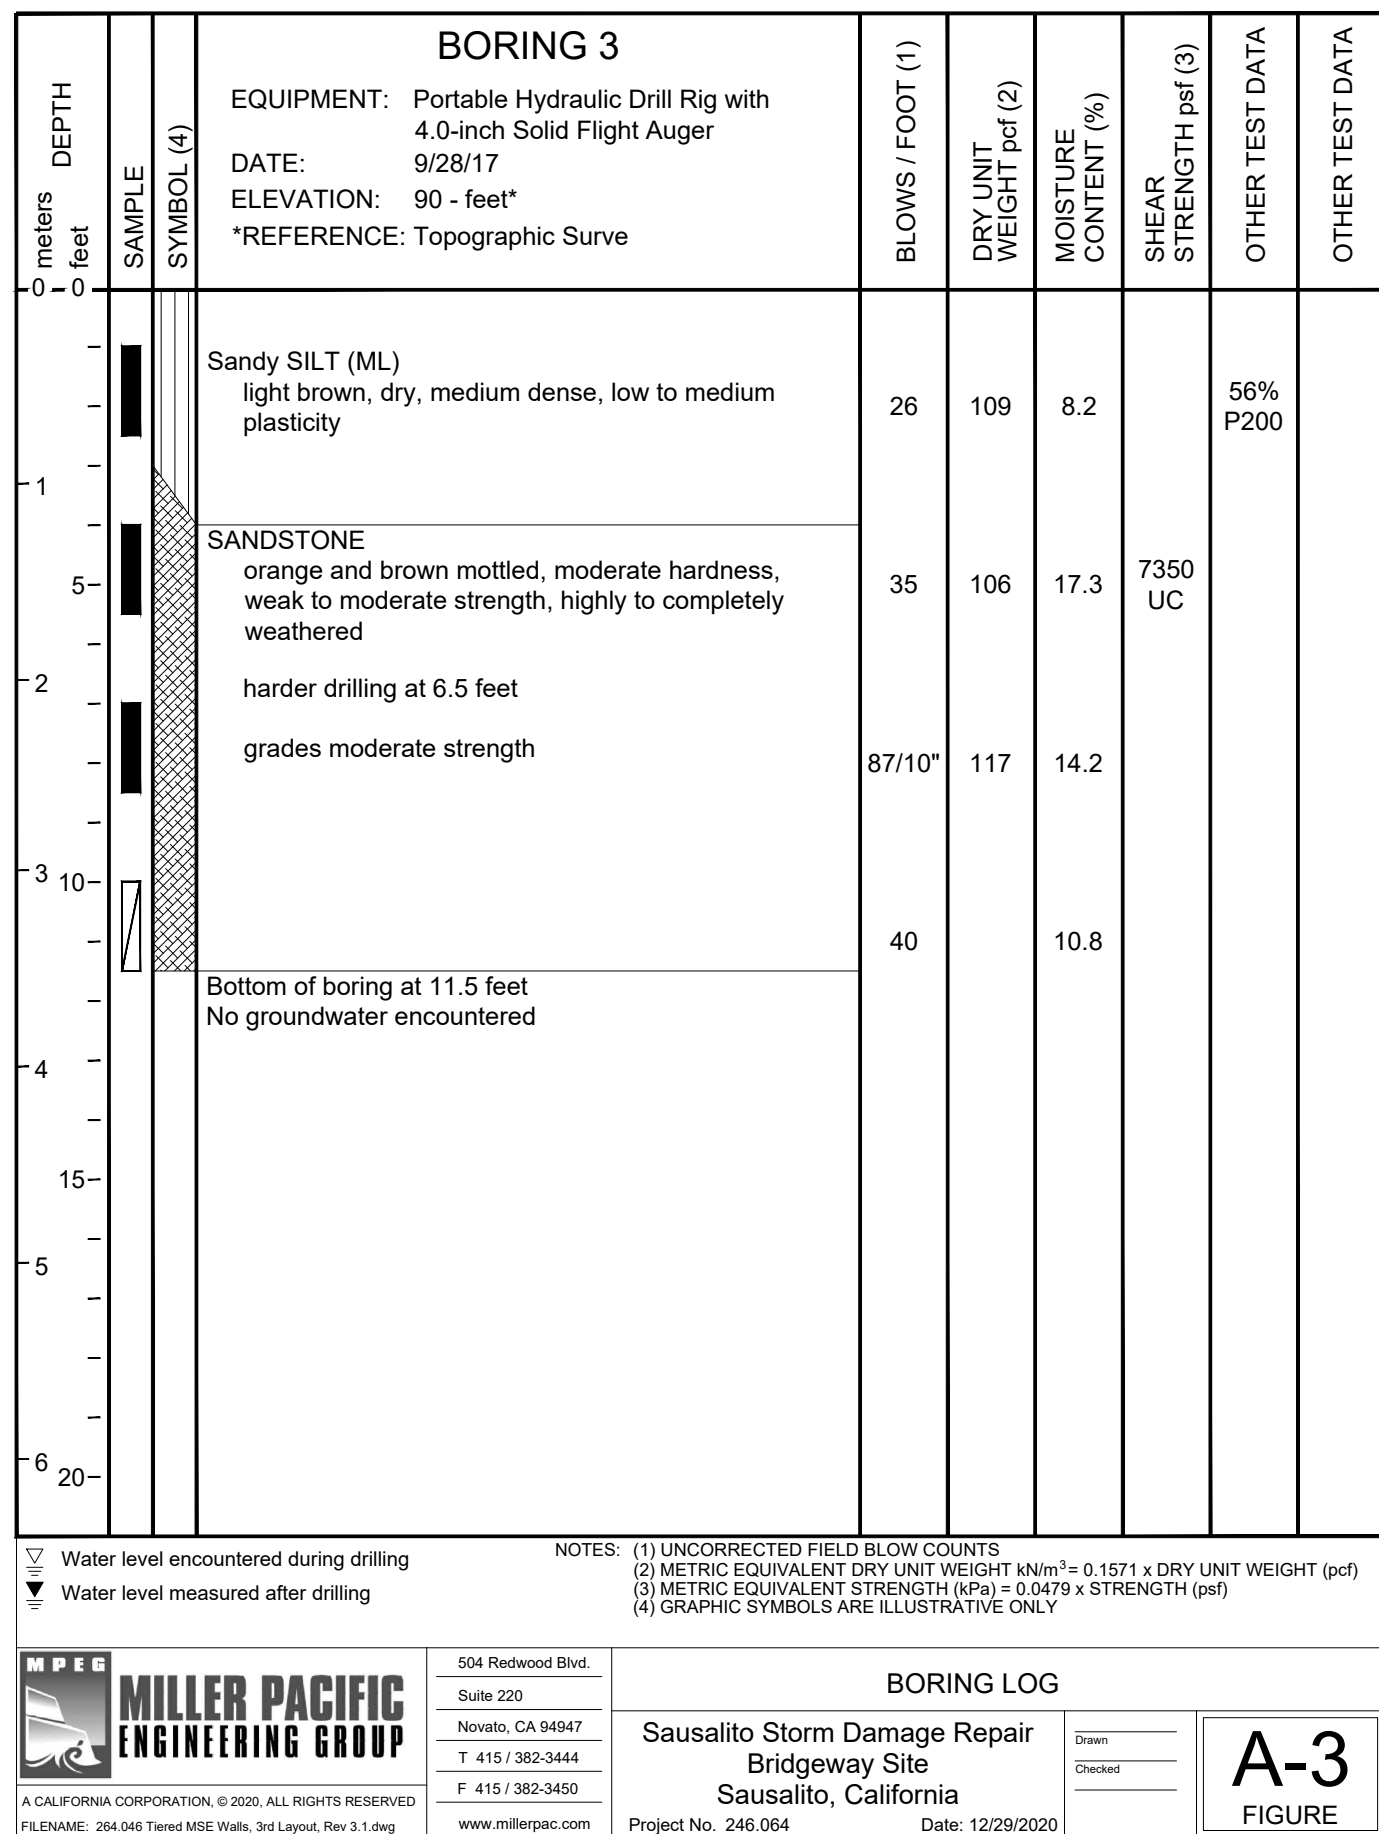 BORING 3
EQUIPMENT: Portable Hydraulic Drill Rig with
4.0-inch Solid Flight Auger
DATE: 9/28/17
ELEVATION: 90 - feet*
*REFERENCE: Topographic Surve
meters
feet
DEPTH
SAMPLE
SYMBOL (4)
BLOWS / FOOT (1)
DRY UNIT
WEIGHT pcf (2)
MOISTURE
CONTENT (%)
SHEAR
STRENGTH psf (3)
OTHER TEST DATA
OTHER TEST DATA
0 0
Sandy SILT (ML)
light brown, dry, medium dense, low to medium
plasticity
26 109 8.2
56%
P200
1
SANDSTONE
orange and brown mottled, moderate hardness,
weak to moderate strength, highly to completely
weathered
5
35 106 17.3
7350
UC
2
harder drilling at 6.5 feet
grades moderate strength
87/10" 117 14.2
3
10
40 10.8
Bottom of boring at 11.5 feet
No groundwater encountered
4
15
5
6
20
Water level encountered during drilling
Water level measured after drilling
NOTES: (1) UNCORRECTED FIELD BLOW COUNTS
(2) METRIC EQUIVALENT DRY UNIT WEIGHT kN/m³ = 0.1571 x DRY UNIT WEIGHT (pcf)
(3) METRIC EQUIVALENT STRENGTH (kPa) = 0.0479 x STRENGTH (psf)
(4) GRAPHIC SYMBOLS ARE ILLUSTRATIVE ONLY
MPEG
MILLER PACIFIC
ENGINEERING GROUP
A CALIFORNIA CORPORATION, © 2020, ALL RIGHTS RESERVED
FILENAME: 264.046 Tiered MSE Walls, 3rd Layout, Rev 3.1.dwg
504 Redwood Blvd.
Suite 220
Novato, CA 94947
T 415 / 382-3444
F 415 / 382-3450
www.millerpac.com
BORING LOG
Sausalito Storm Damage Repair
Bridgeway Site
Sausalito, California
Project No. 246.064 Date: 12/29/2020
Drawn
Checked
A-3
FIGURE